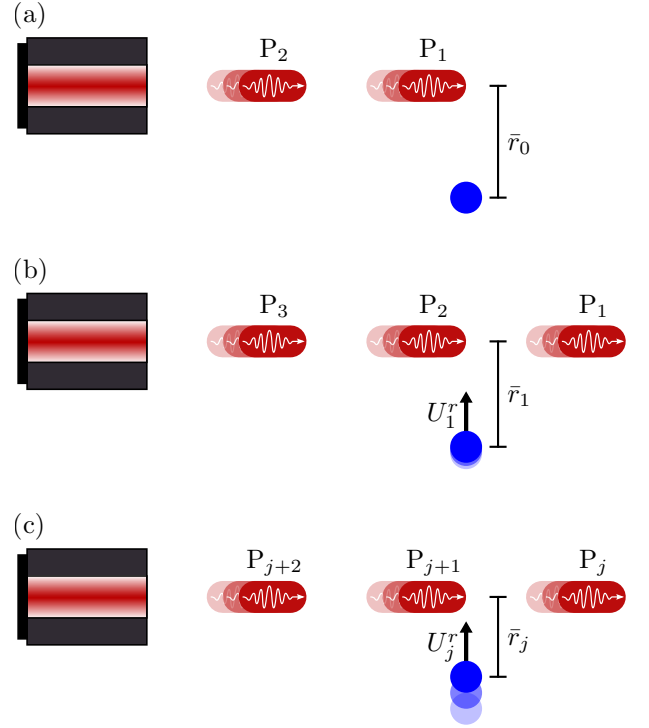 (a)
P₂ P₁
r̄₀
(b)
P₃ P₂ P₁
r̄₁
U₁ʳ
(c)
Pⱼ₊₂ Pⱼ₊₁ Pⱼ
r̄ⱼ
Uⱼʳ